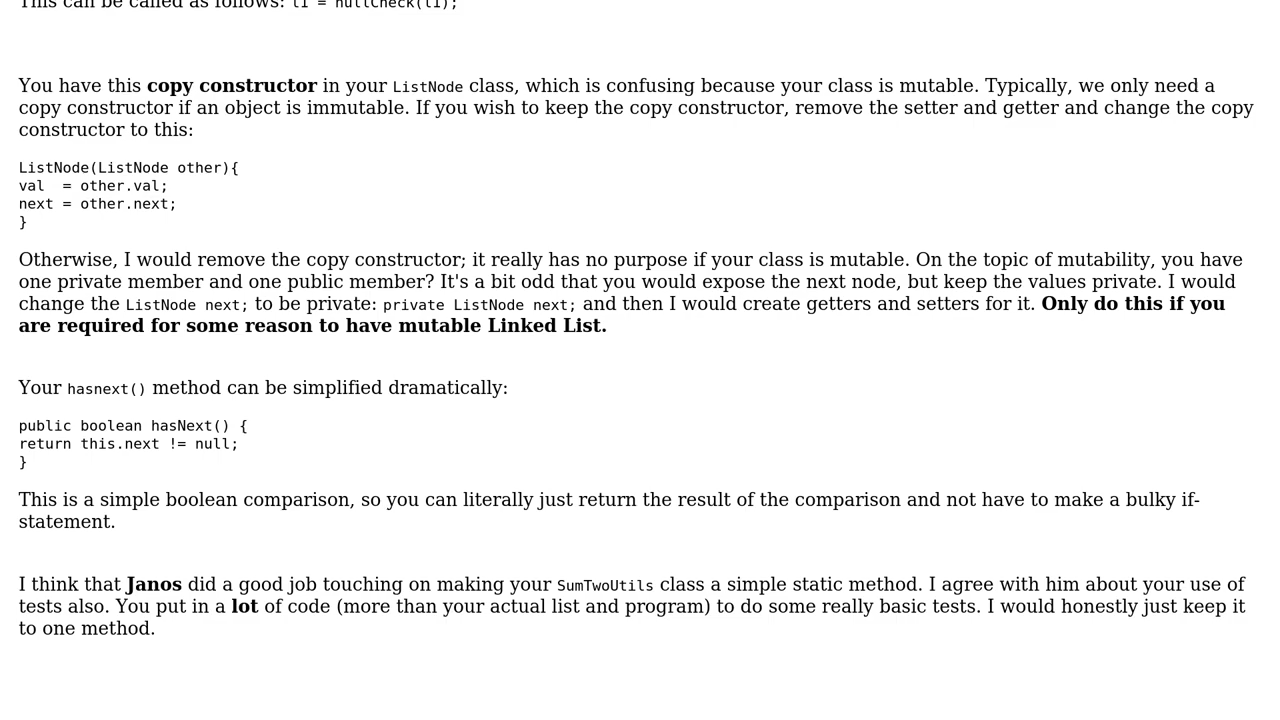 This can be called as follows: l1 = nullCheck(l1);
You have this copy constructor in your ListNode class, which is confusing because your class is mutable. Typically, we only need a
copy constructor if an object is immutable. If you wish to keep the copy constructor, remove the setter and getter and change the copy
constructor to this:
ListNode(ListNode other){
val  = other.val;
next = other.next;
}
Otherwise, I would remove the copy constructor; it really has no purpose if your class is mutable. On the topic of mutability, you have
one private member and one public member? It's a bit odd that you would expose the next node, but keep the values private. I would
change the ListNode next; to be private: private ListNode next; and then I would create getters and setters for it. Only do this if you
are required for some reason to have mutable Linked List.
Your hasnext() method can be simplified dramatically:
public boolean hasNext() {
return this.next != null;
}
This is a simple boolean comparison, so you can literally just return the result of the comparison and not have to make a bulky if-
statement.
I think that Janos did a good job touching on making your SumTwoUtils class a simple static method. I agree with him about your use of
tests also. You put in a lot of code (more than your actual list and program) to do some really basic tests. I would honestly just keep it
to one method.